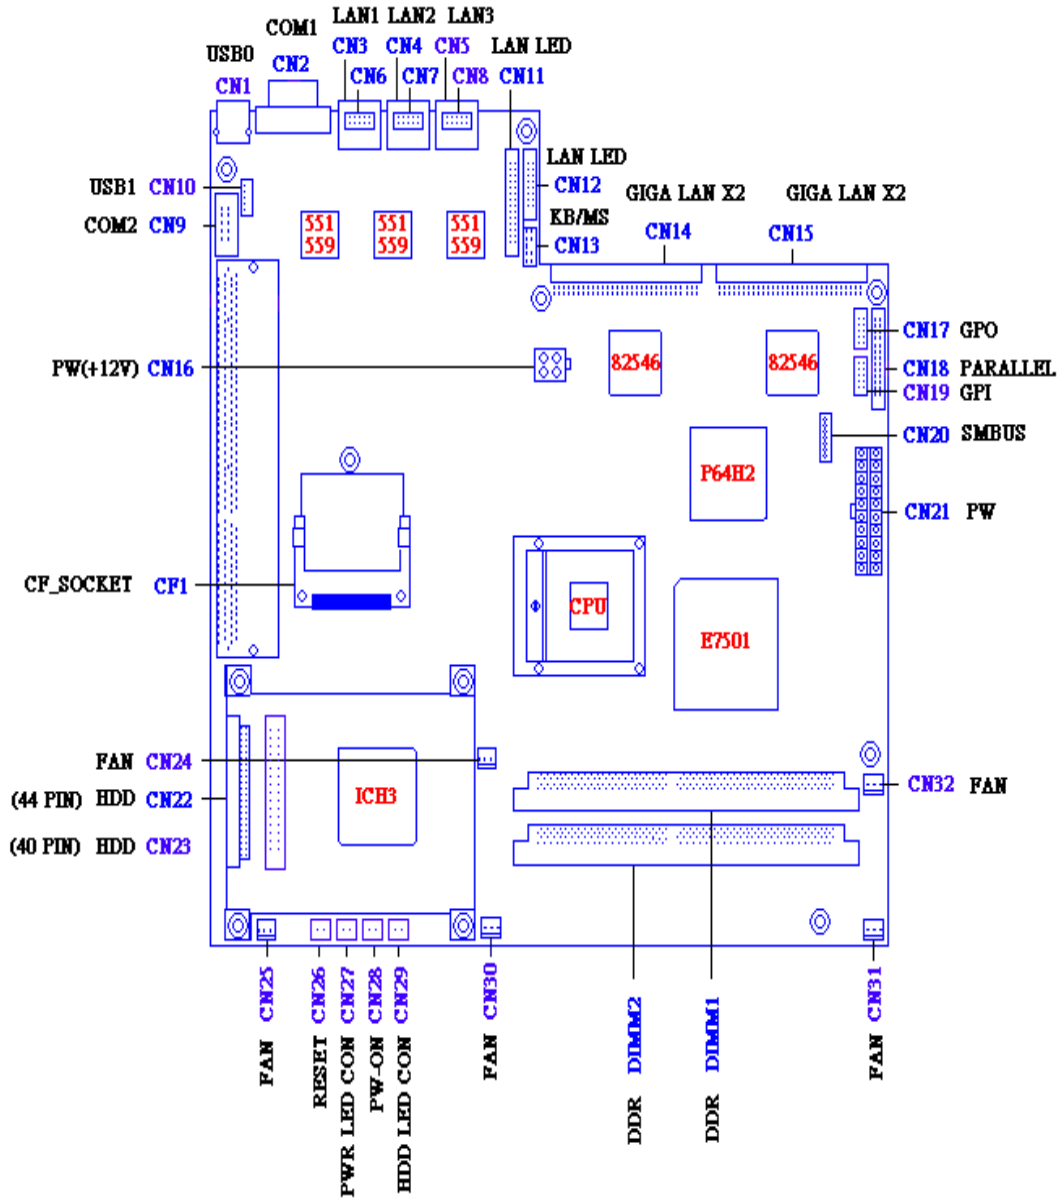 LAN1 LAN2 LAN3
COM1
CN3 CN4 CN5 LAN LED
USB0
CN2
CN6 CN7 CN8 CN11
CN1
LAN LED
USB1 CN10
CN12
GIGA LAN X2 GIGA LAN X2
COM2 CN9
551
559
551
559
551
559
KB/MS
CN13
CN14
CN15
CN17 GPO
PW(+12V) CN16
82546
82546
CN18 PARALLEL
CN19 GPI
CN20 SMBUS
P64H2
CN21 PW
CF_SOCKET CF1
CPU
E7501
FAN CN24
CN32 FAN
(44 PIN) HDD CN22
ICH3
(40 PIN) HDD CN23
FAN CN25
RESET CN26
PWR LED CON CN27
PW-ON CN28
HDD LED CON CN29
FAN CN30
DDR DIMM2
DDR DIMM1
FAN CN31